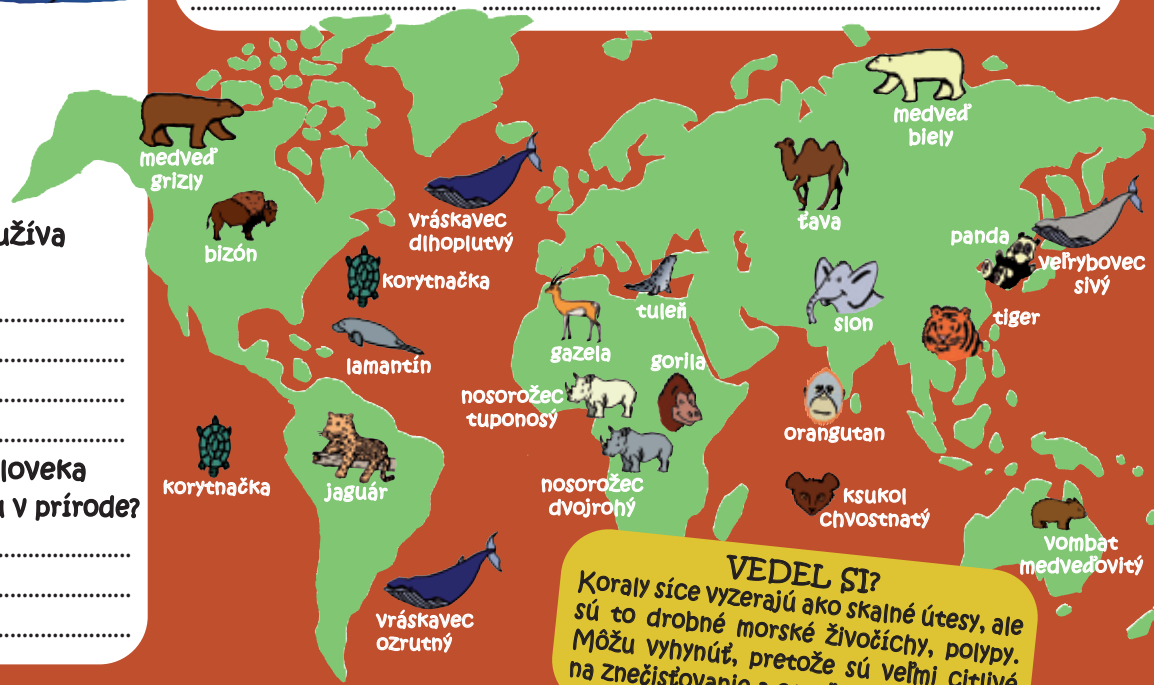 užíva
loveka
v prírode?
medveď
grizly
bizón
vráskavec
dlhoplutvý
korytnačka
lamantín
korytnačka
jaguár
vráskavec
ozrutný
medveď
biely
ťava
panda
veľrybovec
sivý
tuleň
slon
tiger
gazela
gorila
nosorožec
tuponosý
orangutan
nosorožec
dvojrohý
ksukol
chvostnatý
vombat
medveďovitý
VEDEL SI?
Koraly síce vyzerajú ako skalné útesy, ale
sú to drobné morské živočíchy, polypy.
Môžu vyhynúť, pretože sú veľmi citlivé
na znečisťovanie a